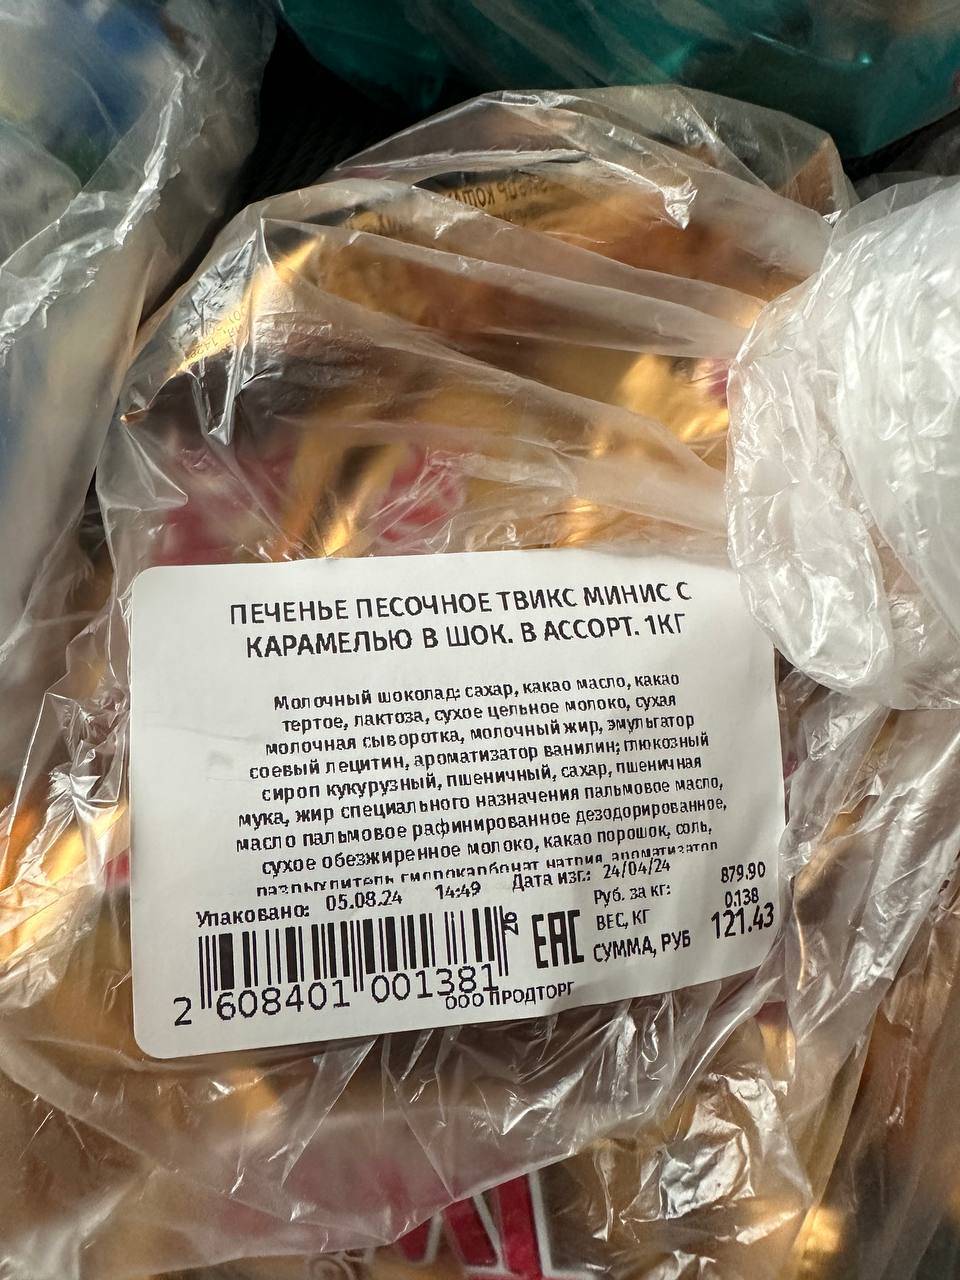 ПЕЧЕНЬЕ ПЕСОЧНОЕ ТВИКС МИНИС С
КАРАМЕЛЬЮ В ШОК. В АССОРТ. 1КГ
Молочный шоколад: сахар, какао масло, какао
тертое, лактоза, сухое цельное молоко, сухая
молочная сыворотка, молочный жир, эмульгатор
соевый лецитин, ароматизатор ванилин; глюкозный
сироп кукурузный, пшеничный, сахар, пшеничная
мука, жир специального назначения пальмовое масло,
масло пальмовое рафинированное дезодорированное,
сухое обезжиренное молоко, какао порошок, соль,
разрыхлитель гидрокарбонат натрия, ароматизатор
Упаковано: 05.08.24 14:49 Дата изг.: 24/04/24
Руб. за кг: 879.90
ВЕС, КГ 0.138
СУММА, РУБ 121.43
EAC
2 608401 001381
ООО ПРОДТОРГ